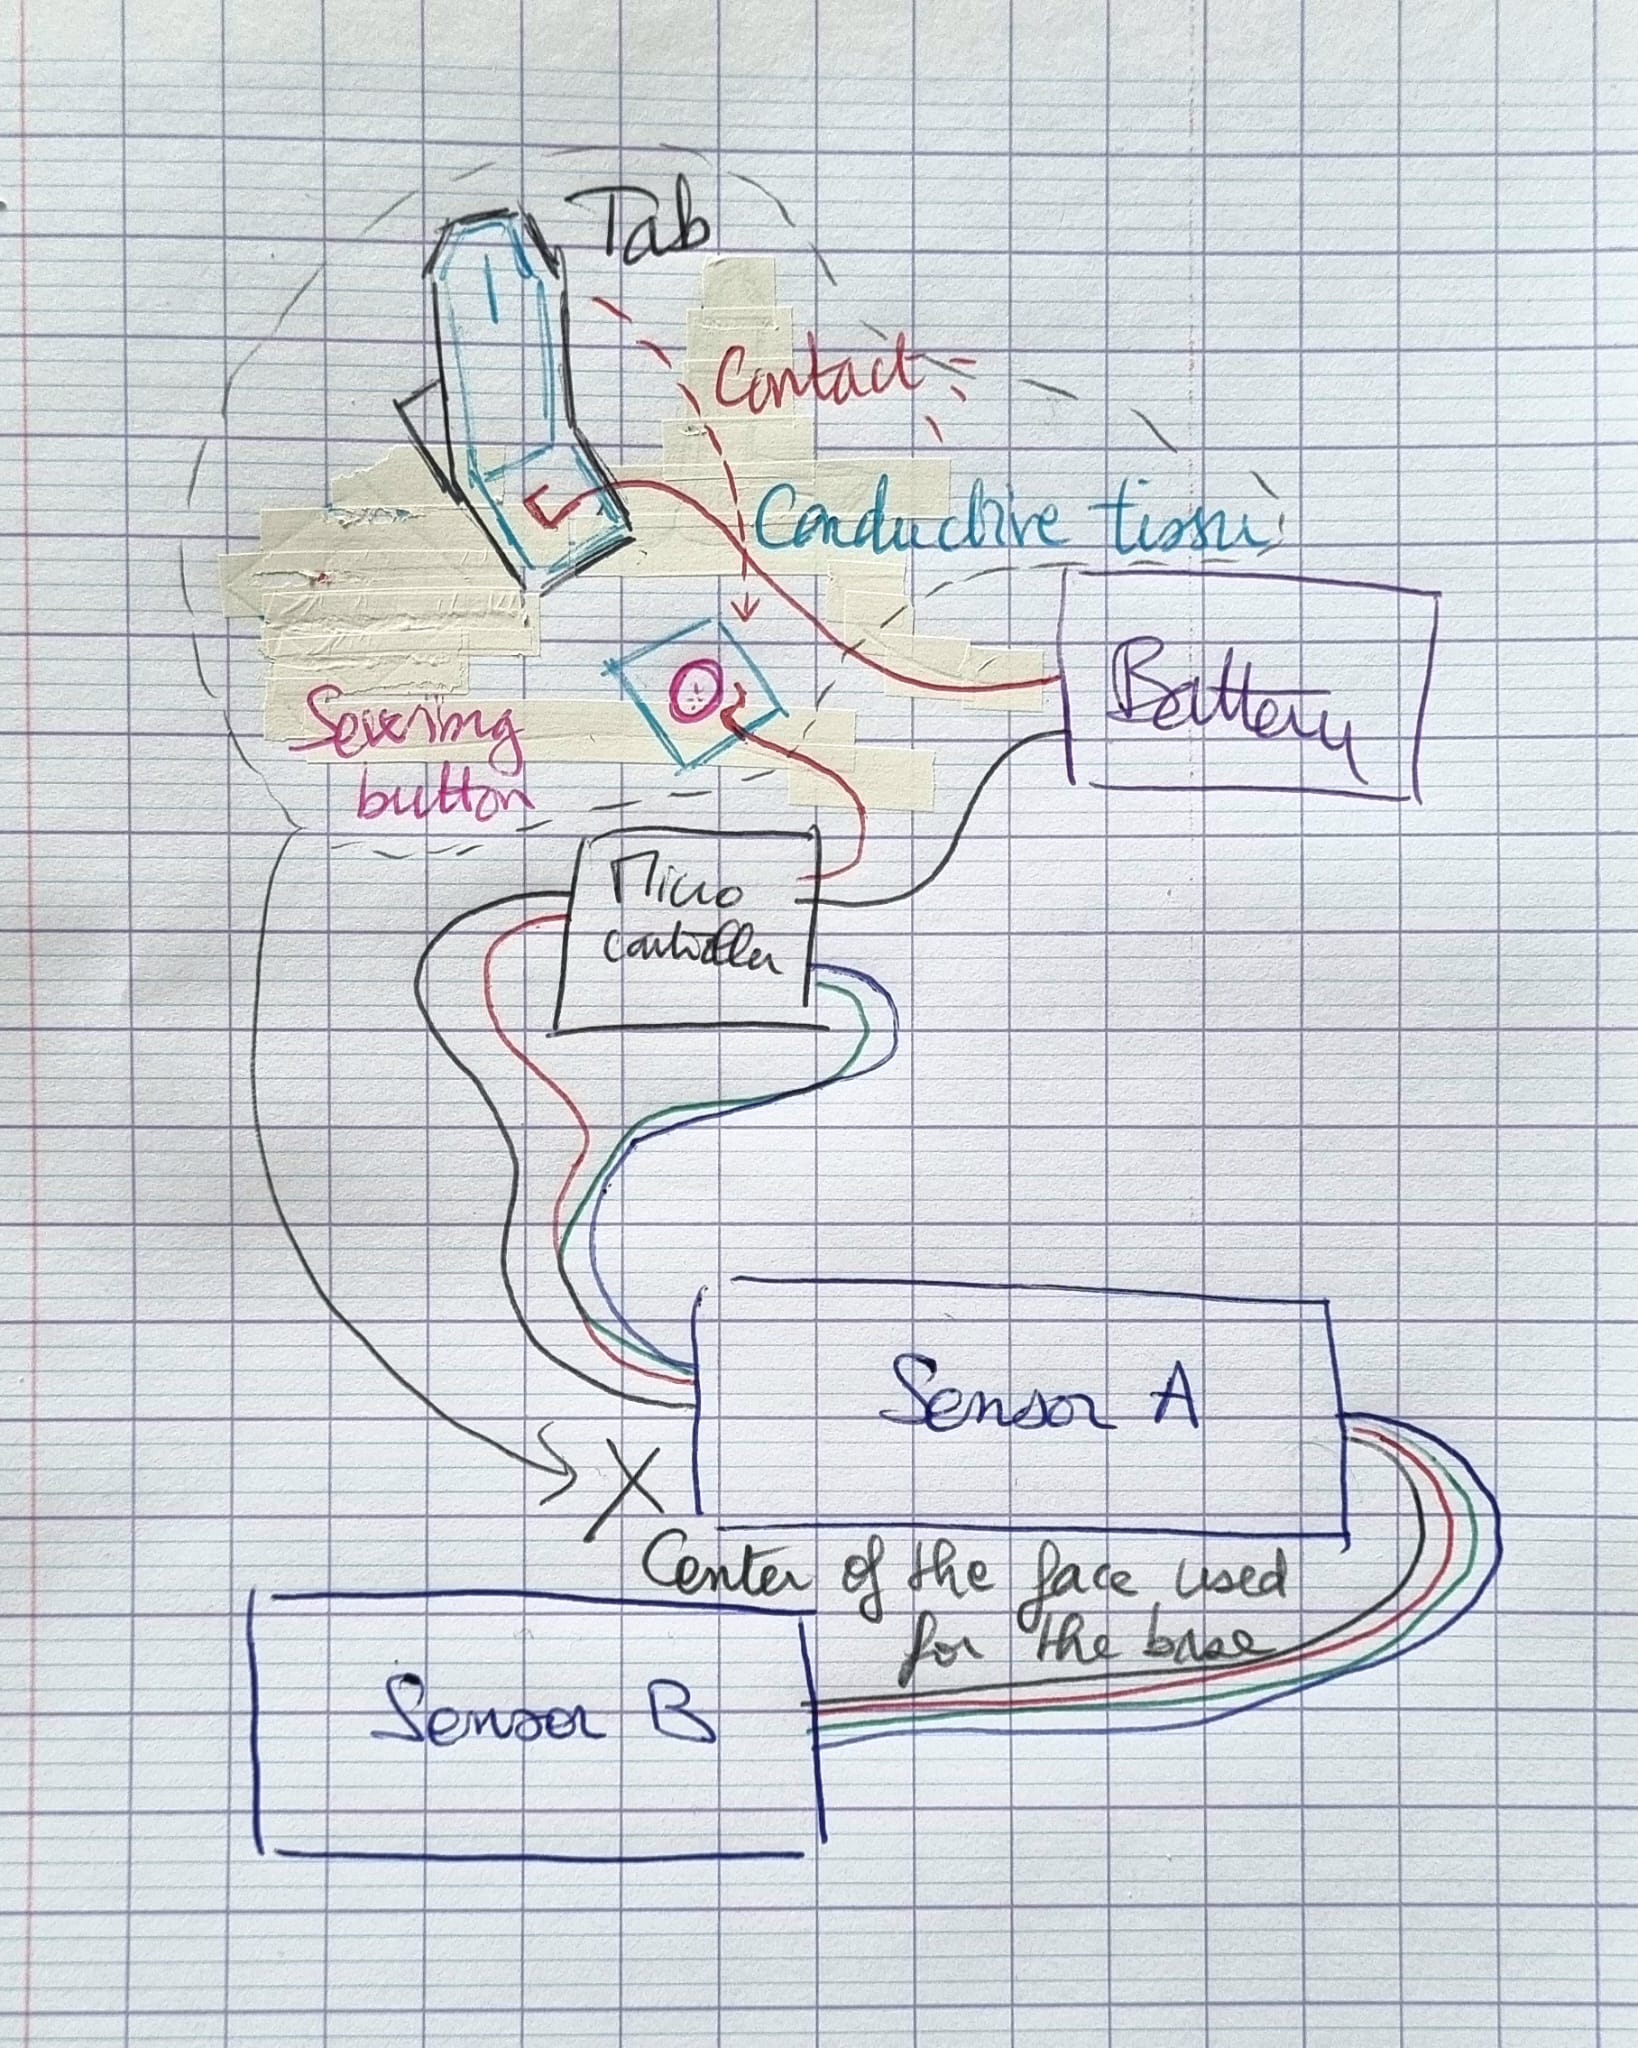 Tab
Contact
Conductive tissu
Battery
Sewing
button
Micro
controller
Sensor A
X
Center of the face used
for the base
Sensor B